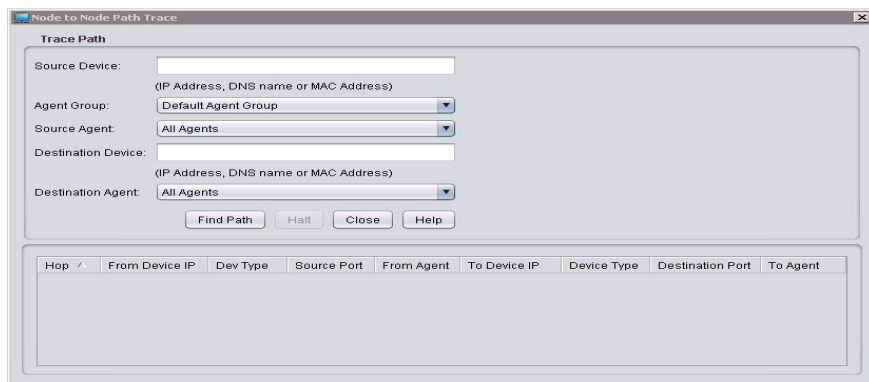 Node to Node Path Trace
Trace Path
Source Device:
(IP Address, DNS name or MAC Address)
Agent Group: Default Agent Group
Source Agent: All Agents
Destination Device:
(IP Address, DNS name or MAC Address)
Destination Agent: All Agents
Find Path Halt Close Help
Hop From Device IP Dev Type Source Port From Agent To Device IP Device Type Destination Port To Agent